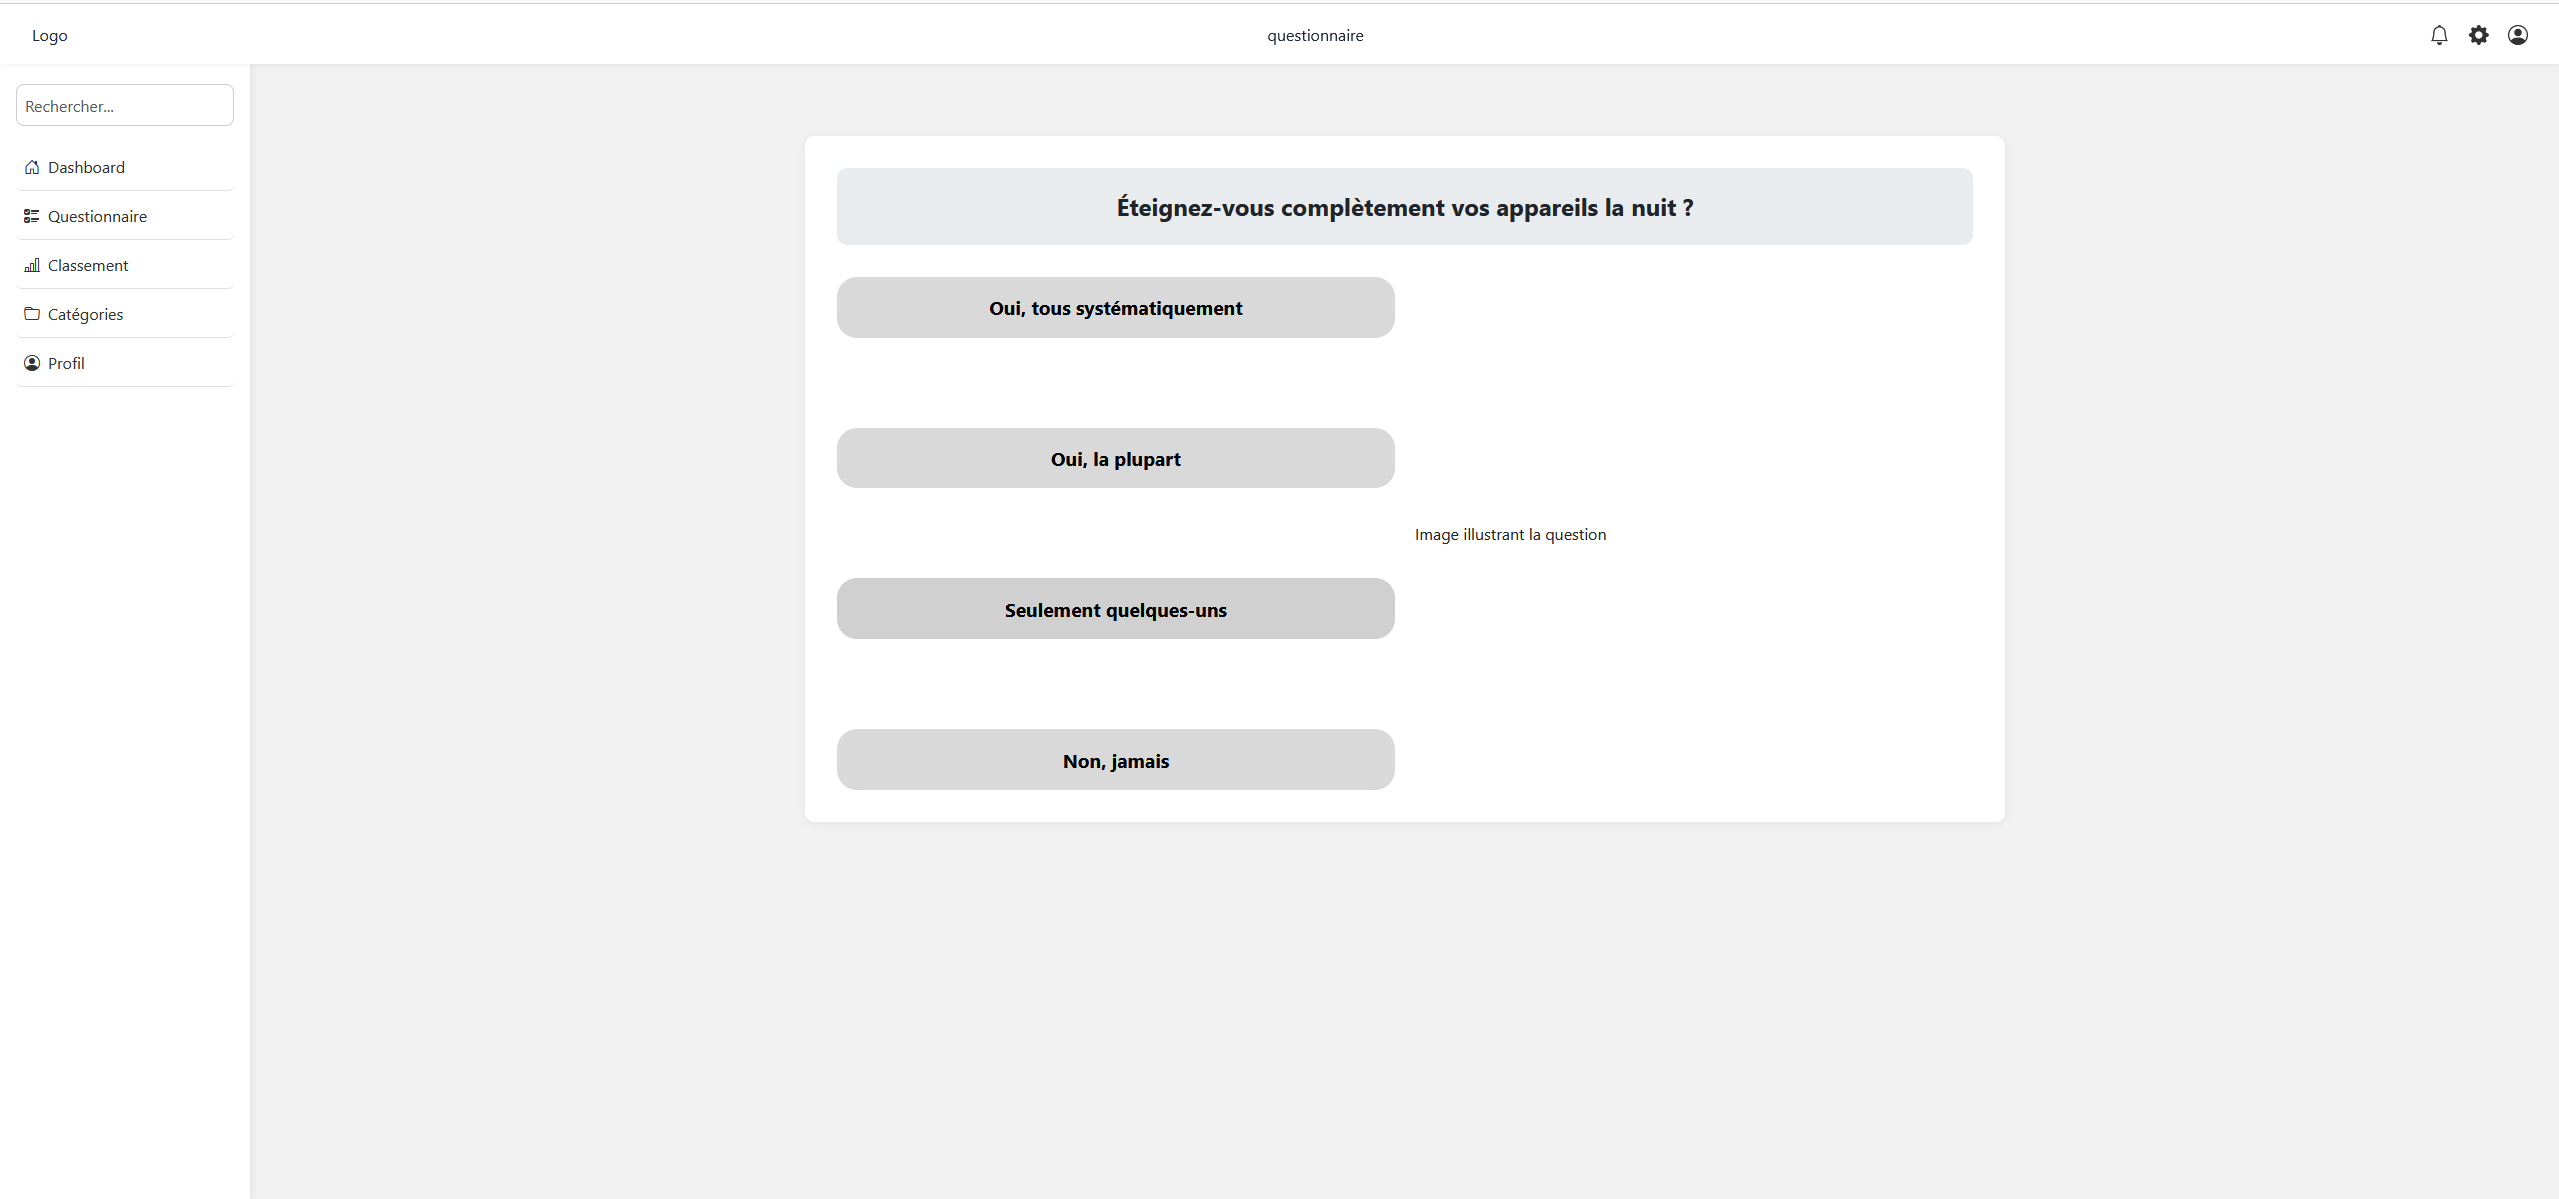 Logo
questionnaire
Rechercher...
Dashboard
Questionnaire
Classement
Catégories
Profil
Éteignez-vous complètement vos appareils la nuit ?
Oui, tous systématiquement
Oui, la plupart
Image illustrant la question
Seulement quelques-uns
Non, jamais